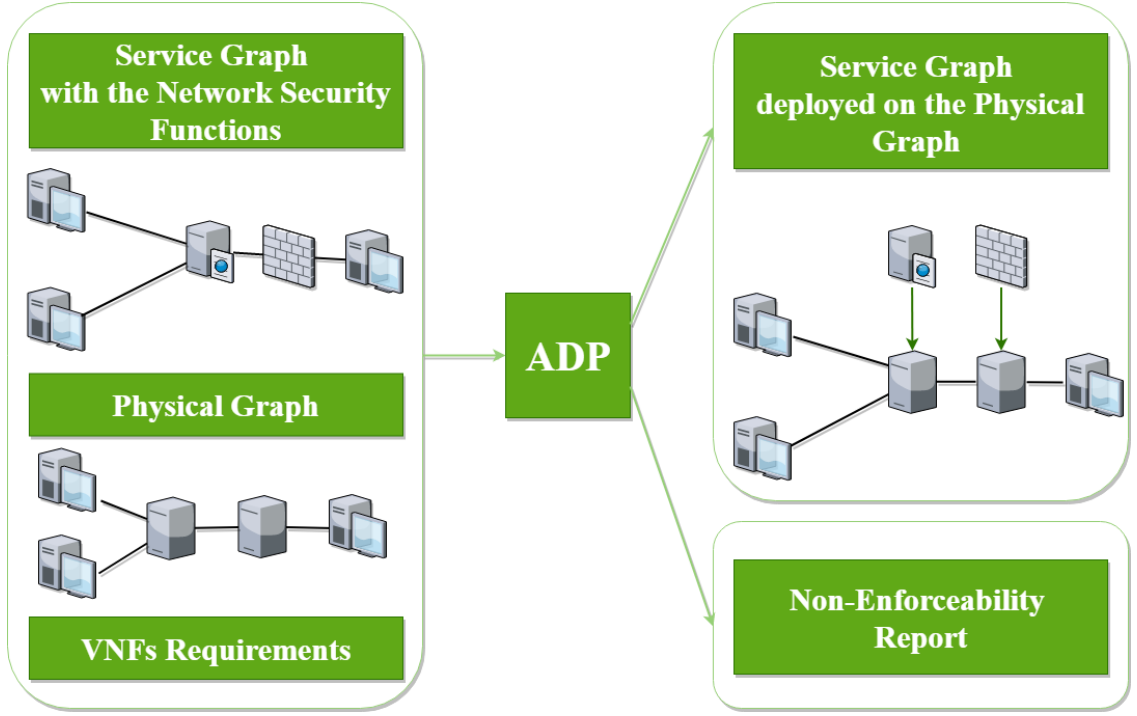 Service Graph
with the Network Security
Functions
Physical Graph
VNFs Requirements
ADP
Service Graph
deployed on the Physical
Graph
Non-Enforceability
Report